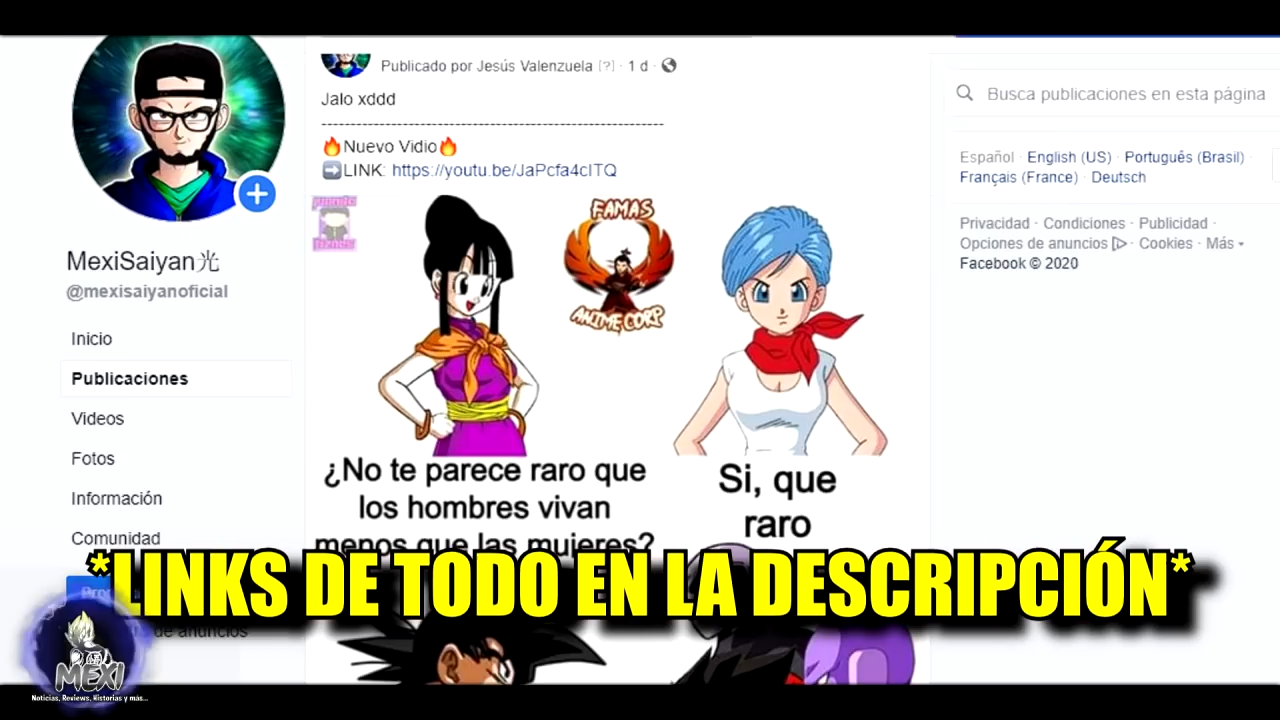 Publicado por Jesús Valenzuela [?] · 1 d ·
Jalo xddd
----------------------------------------------------------
🔥Nuevo Vidio🔥
➡️LINK: https://youtu.be/JaPcfa4cITQ
FAMAS
ANIME CORP
¿No te parece raro que
los hombres vivan
menos que las mujeres?
Si, que
raro
MexiSaiyan光
@mexisaiyanoficial
Inicio
Publicaciones
Videos
Fotos
Información
Comunidad
de anuncios
Busca publicaciones en esta página
Español · English (US) · Português (Brasil) ·
Français (France) · Deutsch
Privacidad · Condiciones · Publicidad ·
Opciones de anuncios · Cookies · Más
Facebook © 2020
*LINKS DE TODO EN LA DESCRIPCIÓN*
MEXI
Noticias, Reviews, Historias y más...